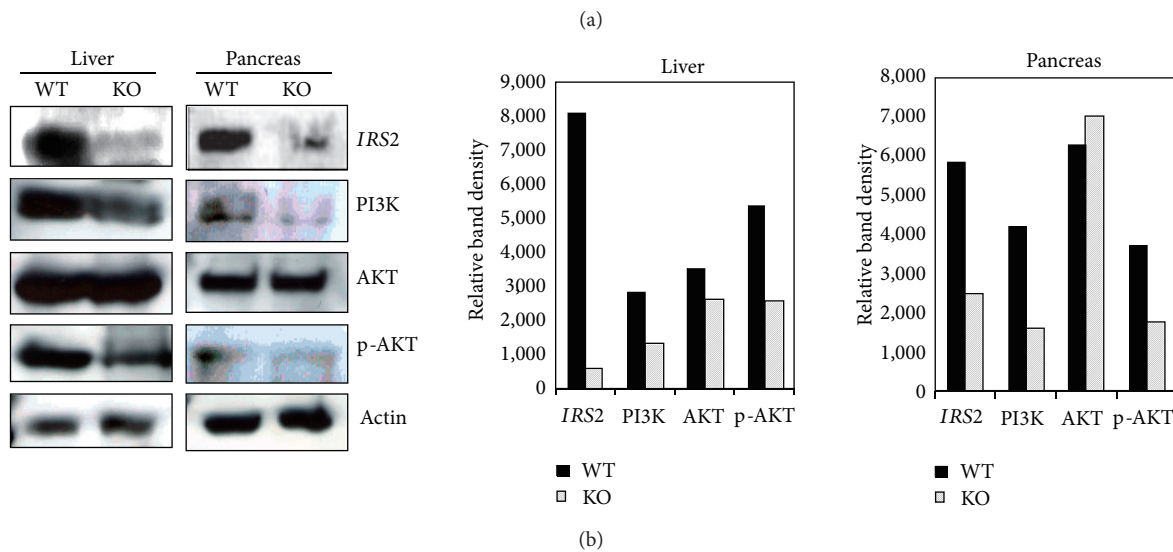 (a)
Liver
WT KO
Pancreas
WT KO
IRS2
PI3K
AKT
p-AKT
Actin
Liver
Relative band density
9,000
8,000
7,000
6,000
5,000
4,000
3,000
2,000
1,000
0
IRS2 PI3K AKT p-AKT
WT
KO
Pancreas
Relative band density
8,000
7,000
6,000
5,000
4,000
3,000
2,000
1,000
0
IRS2 PI3K AKT p-AKT
WT
KO
(b)